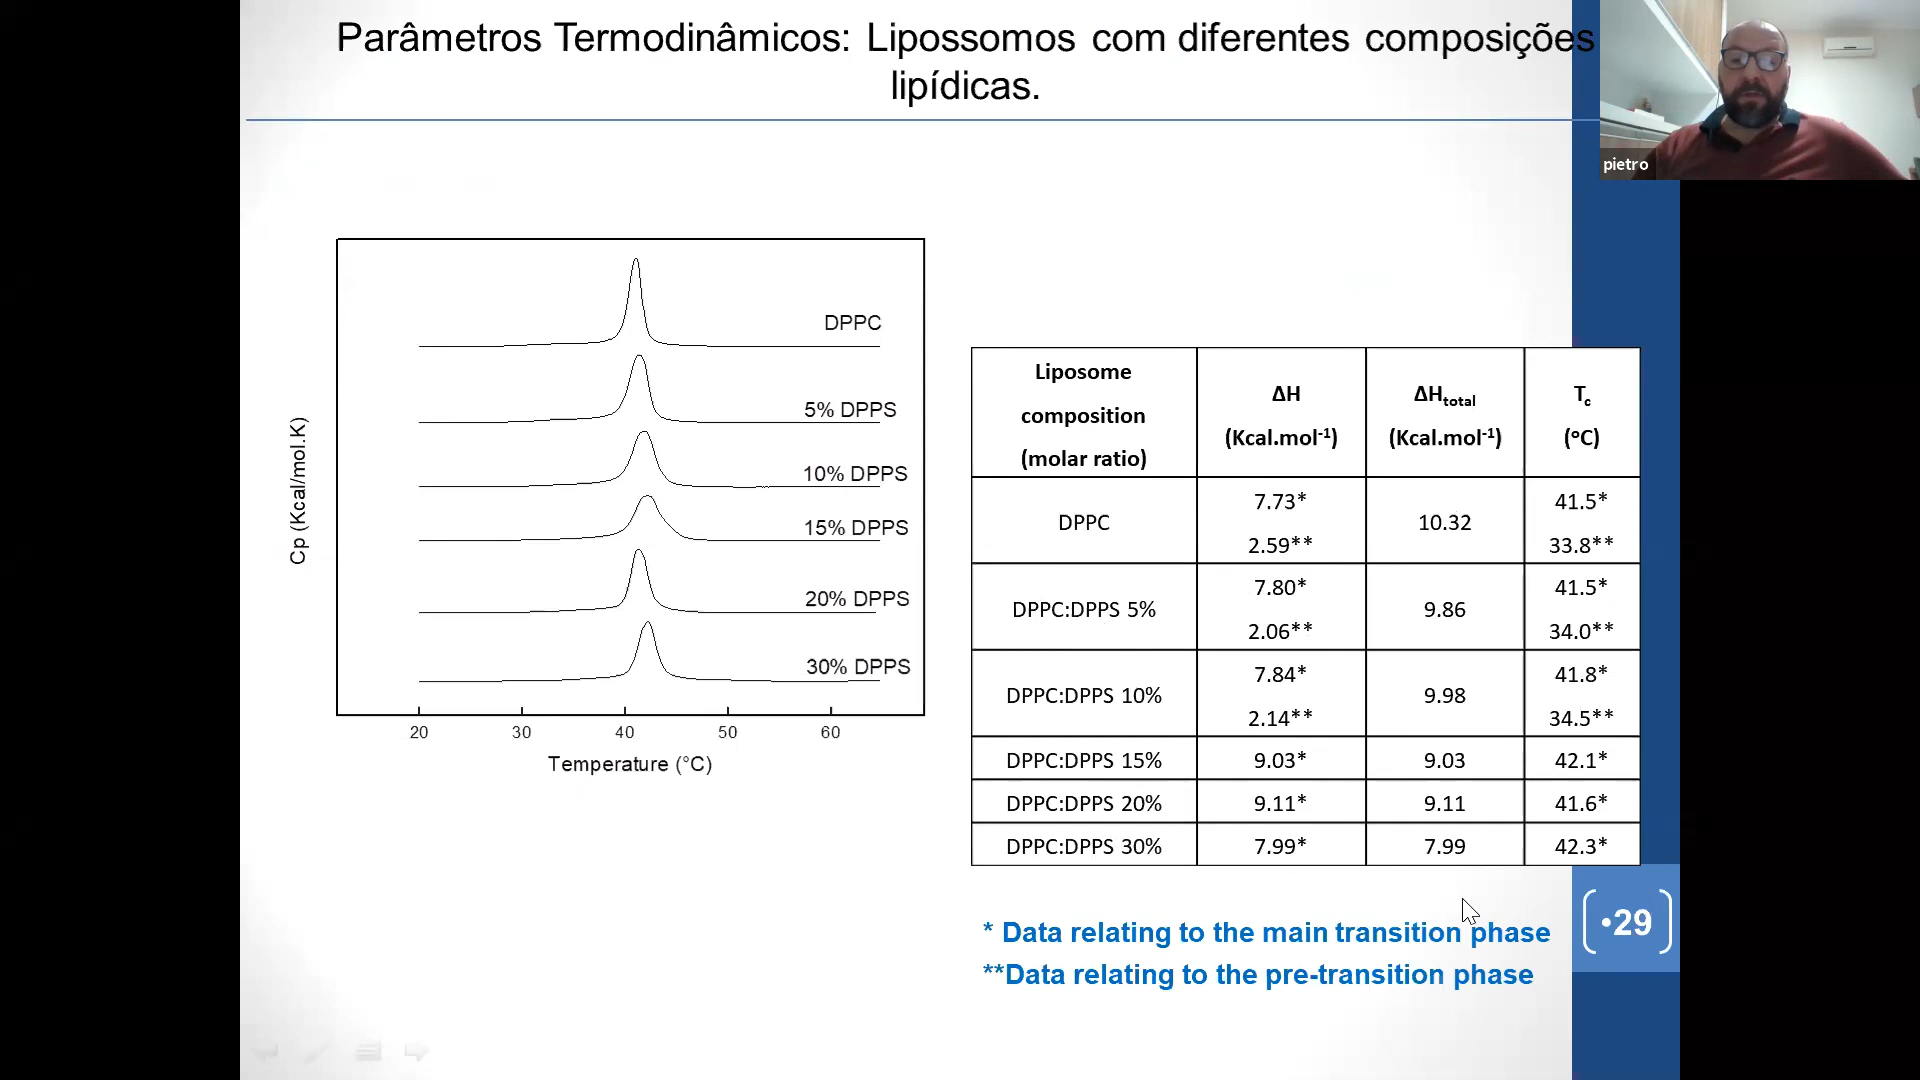 Parâmetros Termodinâmicos: Lipossomos com diferentes composições
lipídicas.
pietro
DPPC
5% DPPS
10% DPPS
15% DPPS
20% DPPS
30% DPPS
Cp (Kcal/mol.K)
20 30 40 50 60
Temperature (°C)
Liposome
composition
(molar ratio)
ΔH
(Kcal.mol-1)
ΔHtotal
(Kcal.mol-1)
Tc
(ºC)
DPPC
7.73*
2.59**
10.32
41.5*
33.8**
DPPC:DPPS 5%
7.80*
2.06**
9.86
41.5*
34.0**
DPPC:DPPS 10%
7.84*
2.14**
9.98
41.8*
34.5**
DPPC:DPPS 15% 9.03* 9.03 42.1*
DPPC:DPPS 20% 9.11* 9.11 41.6*
DPPC:DPPS 30% 7.99* 7.99 42.3*
* Data relating to the main transition phase
**Data relating to the pre-transition phase
•29